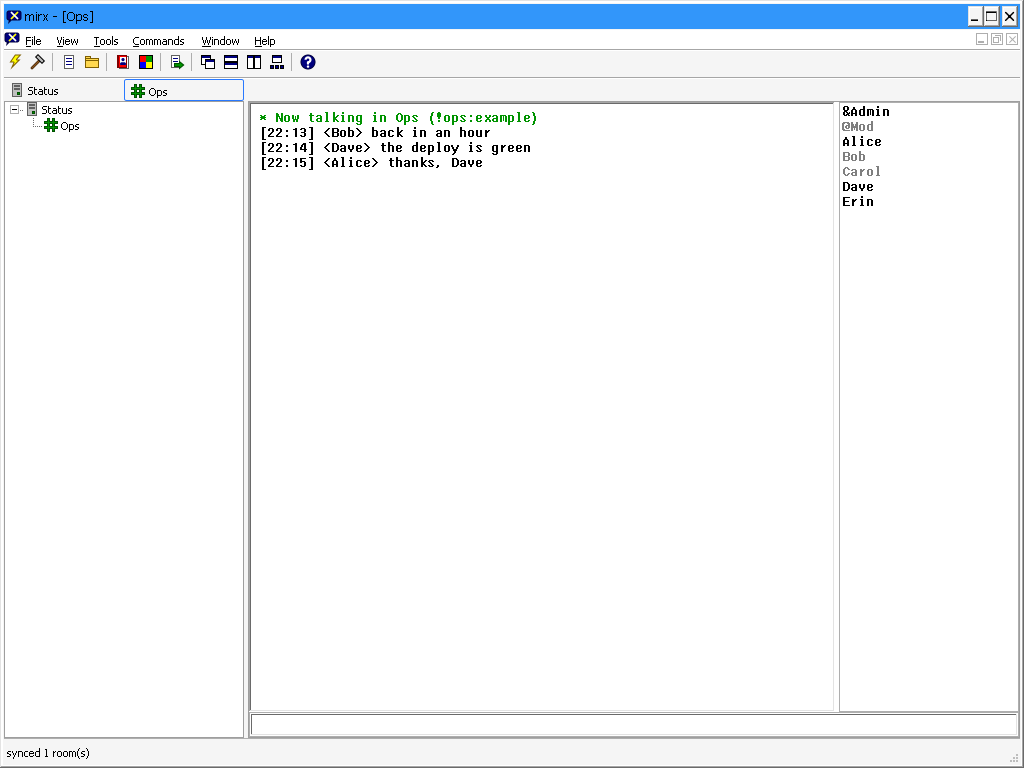 mirx - [Ops]
File View Tools Commands Window Help
Status
Ops
Status
Ops
* Now talking in Ops (!ops:example)
[22:13] <Bob> back in an hour
[22:14] <Dave> the deploy is green
[22:15] <Alice> thanks, Dave
&Admin
@Mod
Alice
Bob
Carol
Dave
Erin
synced 1 room(s)